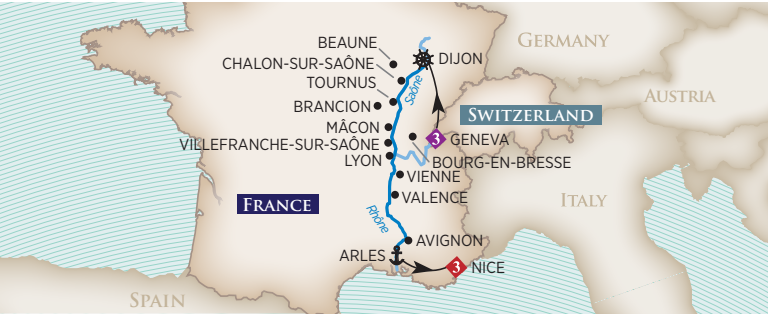 GERMANY
BEAUNE
CHALON-SUR-SAÔNE
DIJON
TOURNUS
Saône
AUSTRIA
BRANCION
SWITZERLAND
MÂCON
VILLEFRANCHE-SUR-SAÔNE
3
GENEVA
LYON
BOURG-EN-BRESSE
VIENNE
VALENCE
ITALY
FRANCE
Rhône
AVIGNON
ARLES
3
NICE
SPAIN